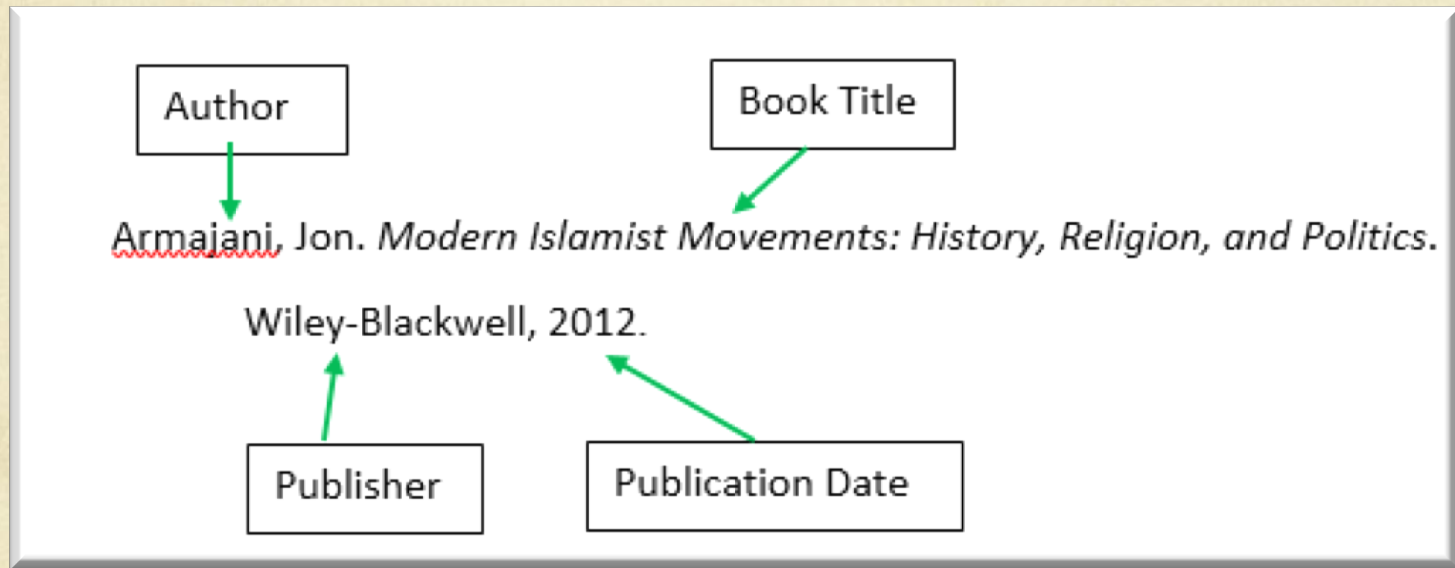 Author
Book Title
Armajani, Jon. Modern Islamist Movements: History, Religion, and Politics.
Wiley-Blackwell, 2012.
Publisher
Publication Date